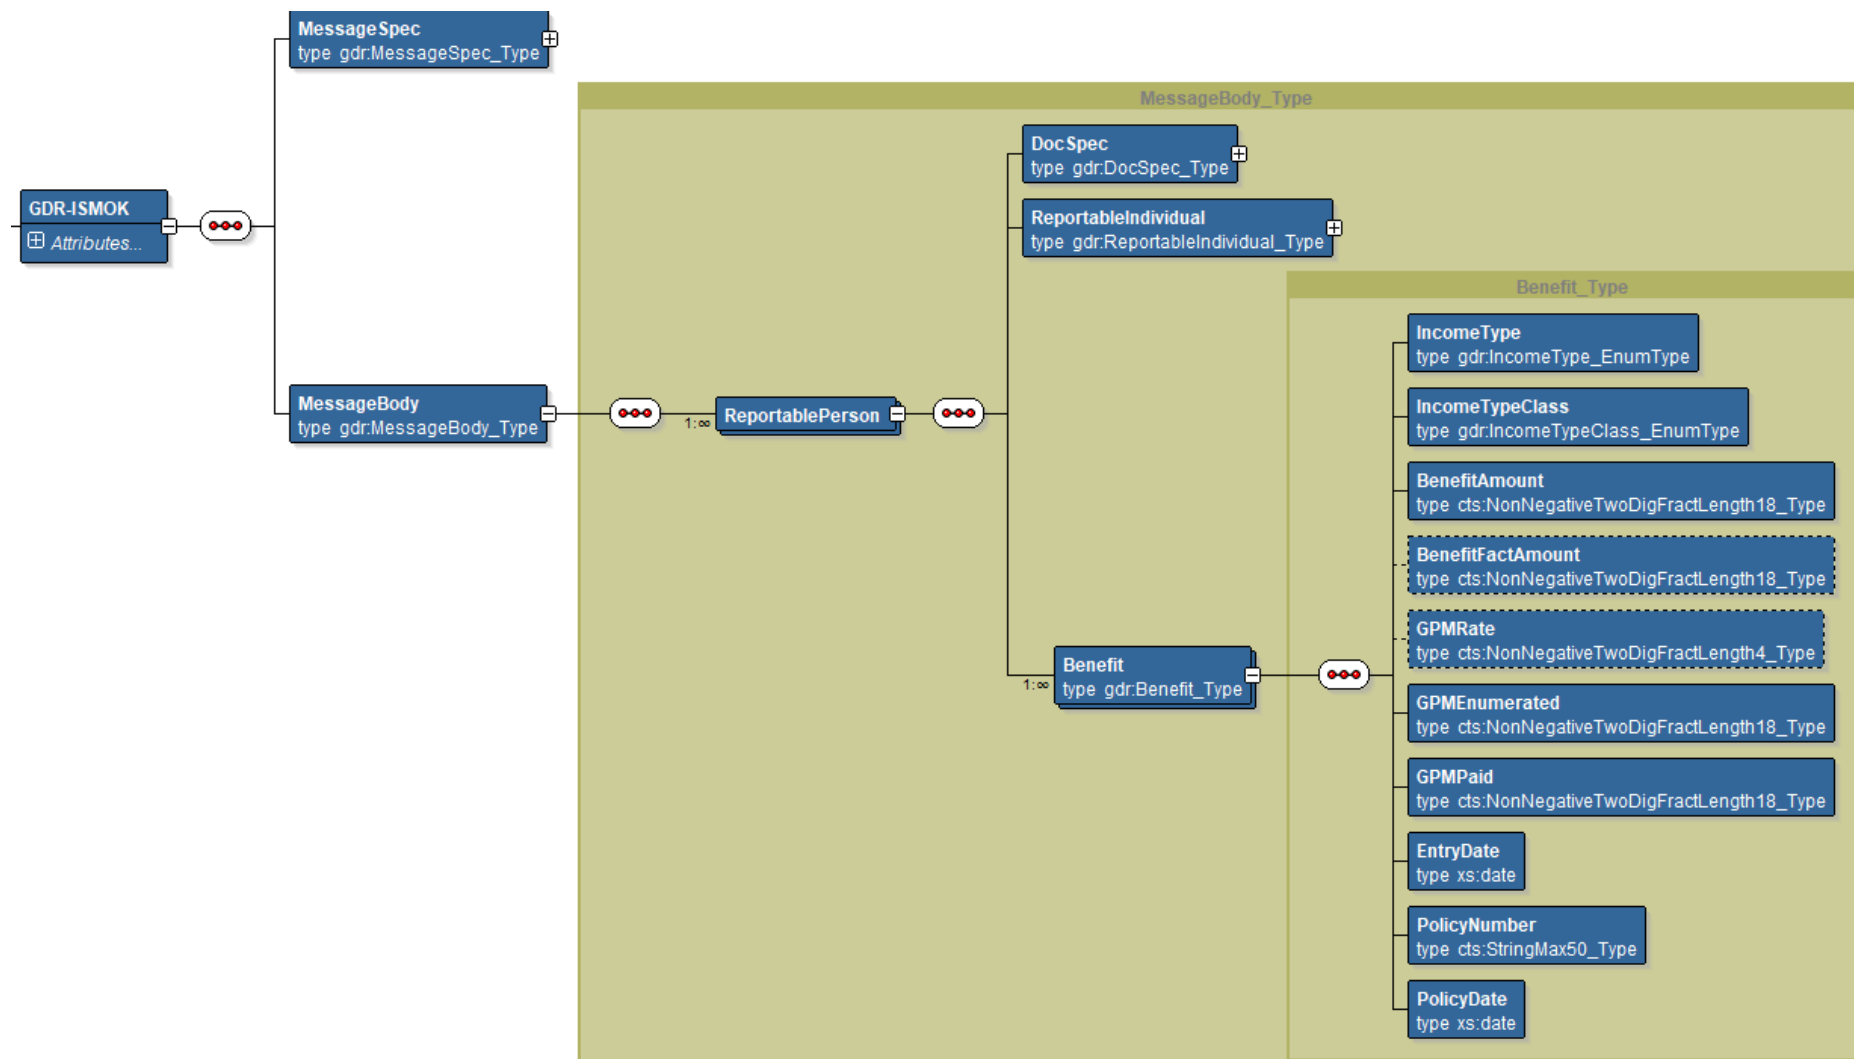 MessageSpec
type gdr:MessageSpec_Type
MessageBody_Type
DocSpec
type gdr:DocSpec_Type
GDR-ISMOK
Attributes...
ReportableIndividual
type gdr:ReportableIndividual_Type
Benefit_Type
IncomeType
type gdr:IncomeType_EnumType
MessageBody
type gdr:MessageBody_Type
1:∞
ReportablePerson
IncomeTypeClass
type gdr:IncomeTypeClass_EnumType
BenefitAmount
type cts:NonNegativeTwoDigFractLength18_Type
BenefitFactAmount
type cts:NonNegativeTwoDigFractLength18_Type
GPMRate
type cts:NonNegativeTwoDigFractLength4_Type
1:∞
Benefit
type gdr:Benefit_Type
GPMEnumerated
type cts:NonNegativeTwoDigFractLength18_Type
GPMPaid
type cts:NonNegativeTwoDigFractLength18_Type
EntryDate
type xs:date
PolicyNumber
type cts:StringMax50_Type
PolicyDate
type xs:date